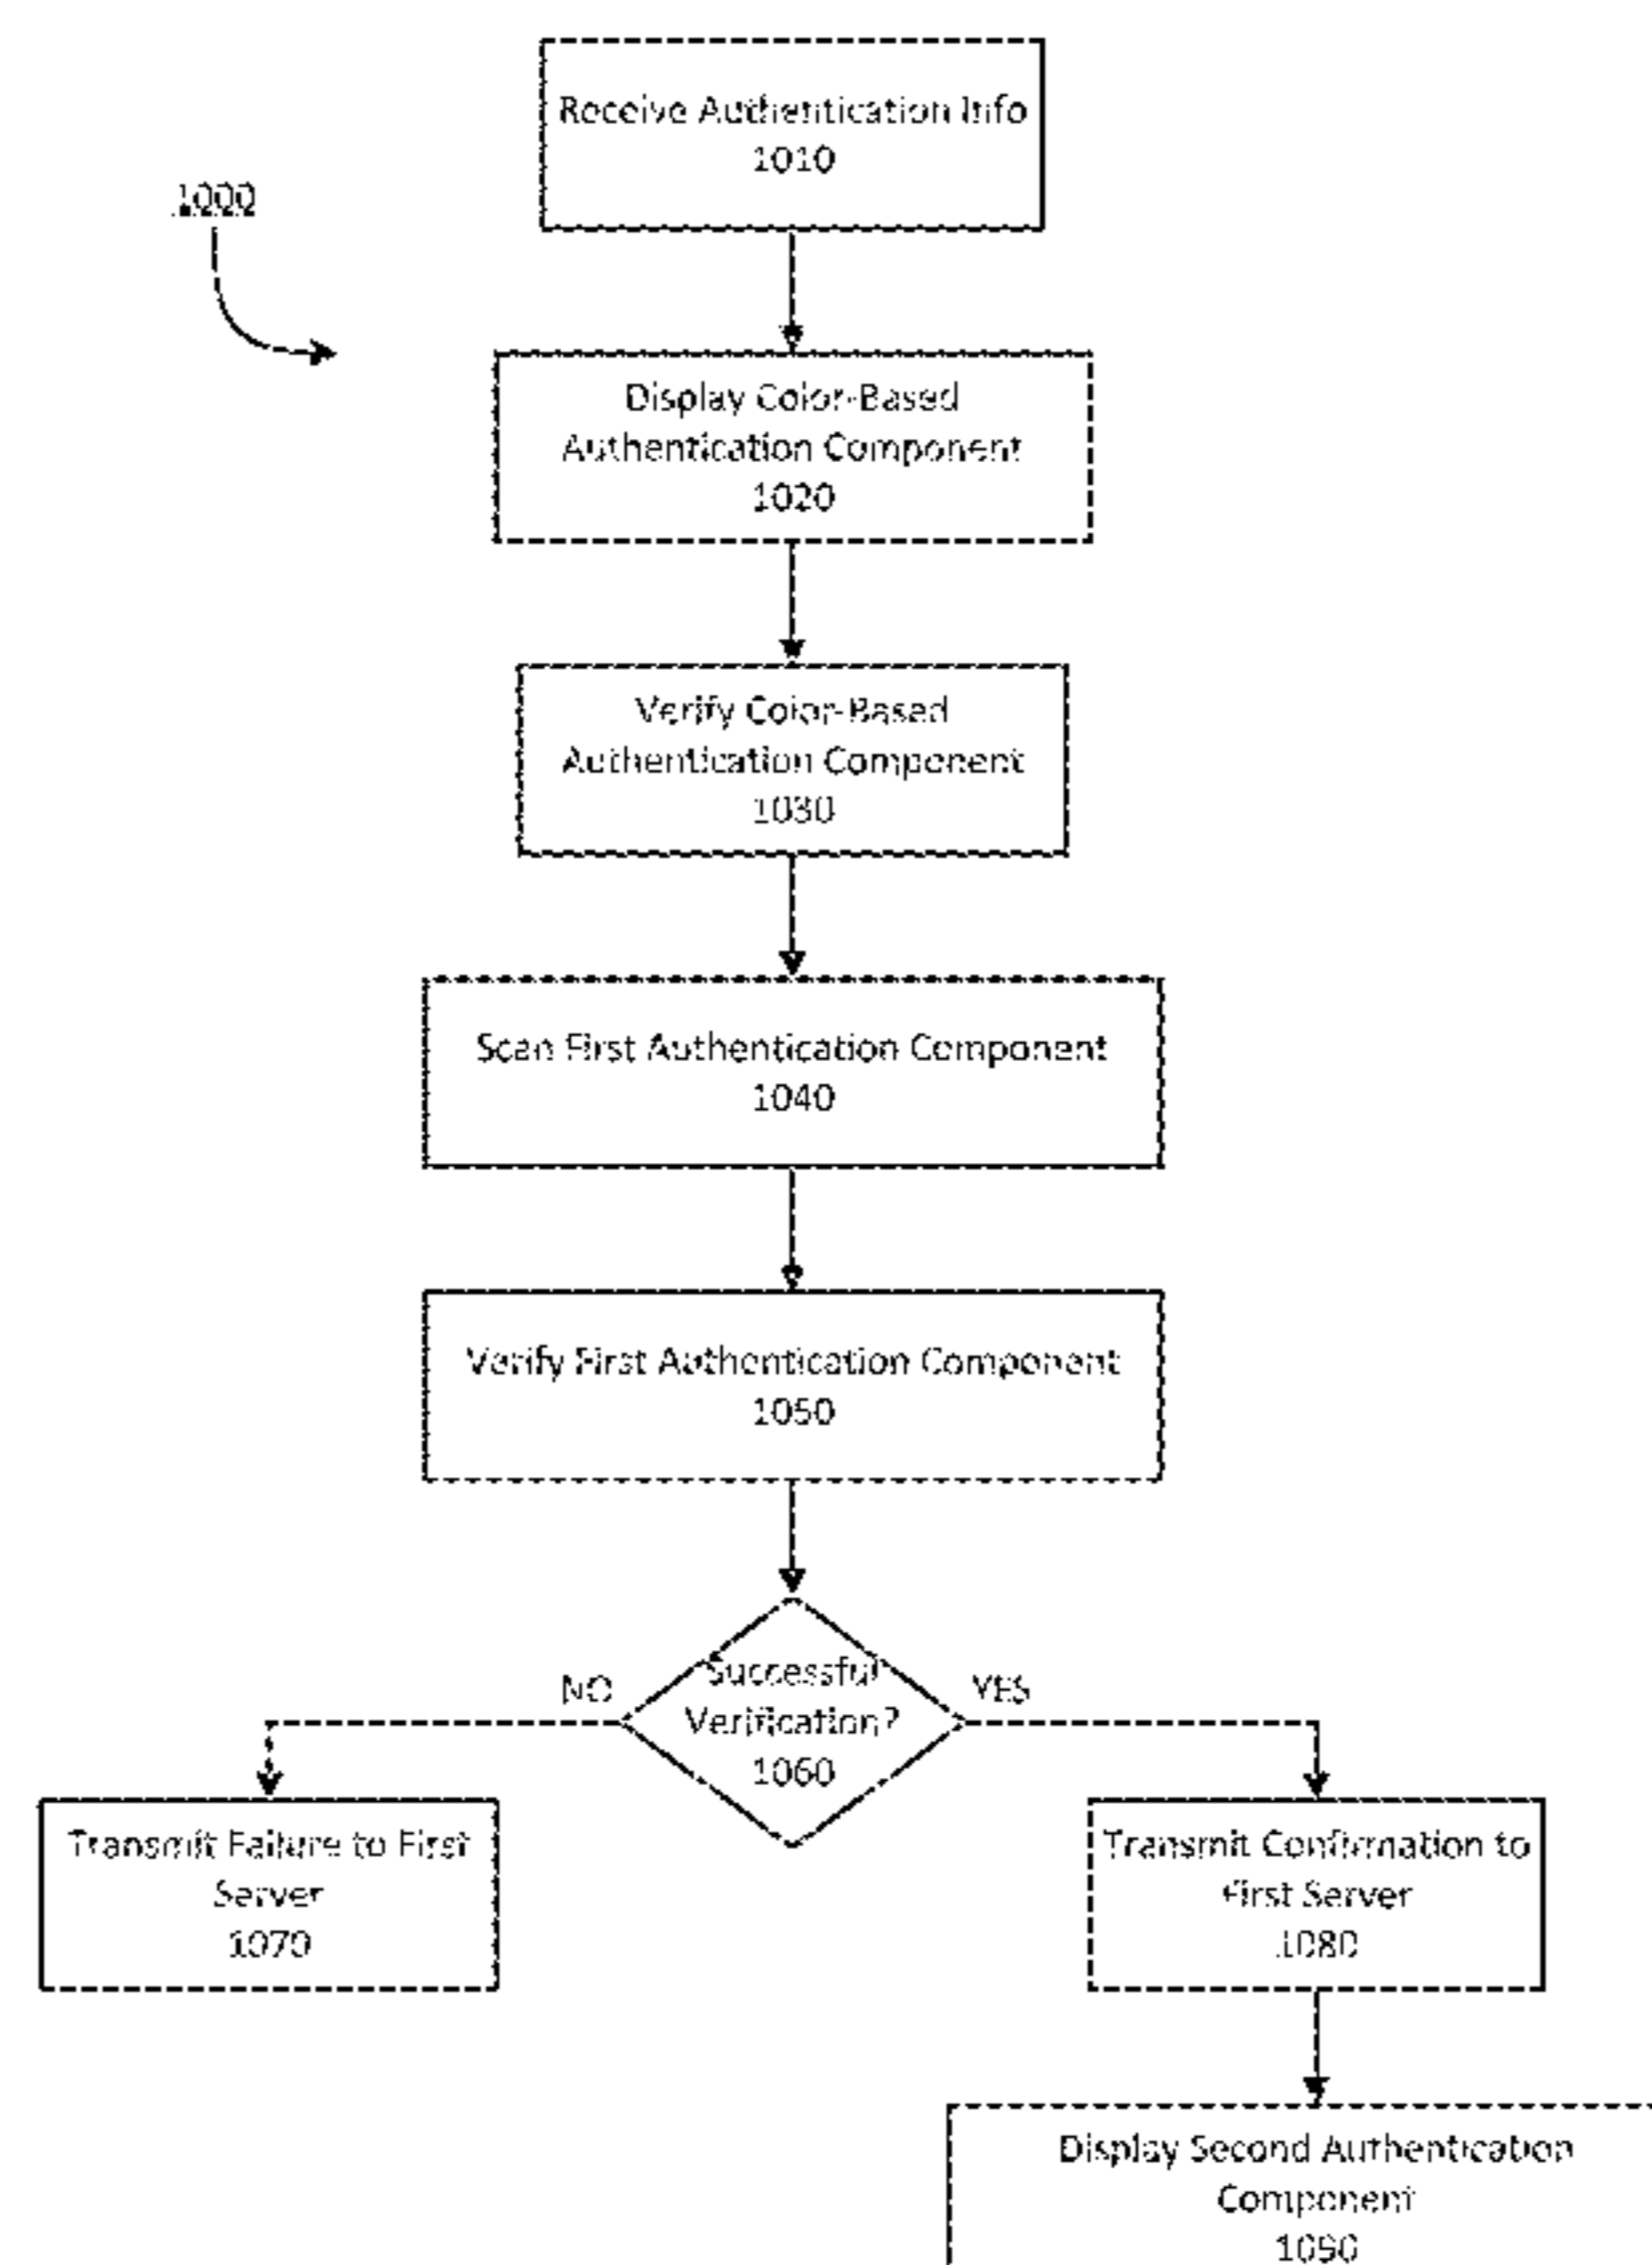 Receive Authentication Info
1010
1000
Display Color-Based
Authentication Component
1020
Verify Color-Based
Authentication Component
1030
Scan First Authentication Component
1040
Verify First Authentication Component
1050
Successful
Verification?
1060
NO
YES
Transmit Failure to First
Server
1070
Transmit Confirmation to
First Server
1080
Display Second Authentication
Component
1090